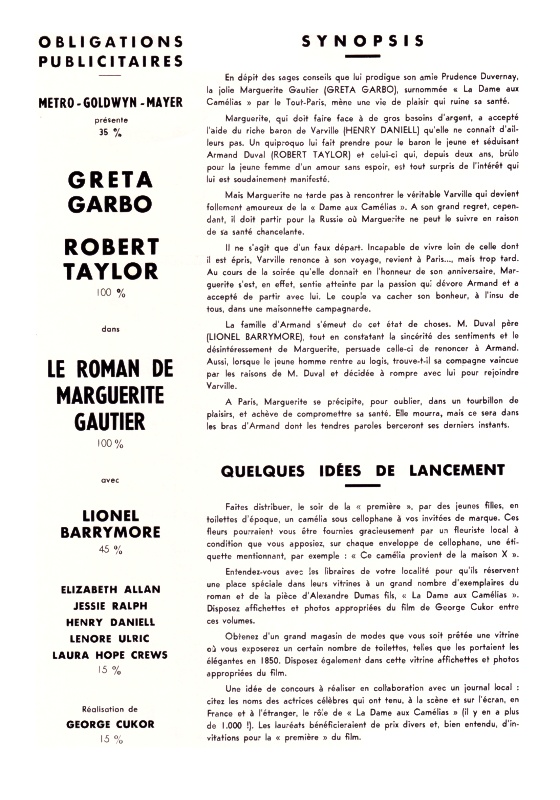 OBLIGATIONS
PUBLICITAIRES
METRO-GOLDWYN-MAYER
présente
35 %
GRETA
GARBO
ROBERT
TAYLOR
100 %
dans
LE ROMAN DE
MARGUERITE
GAUTIER
100 %
avec
LIONEL
BARRYMORE
45 %
ELIZABETH ALLAN
JESSIE RALPH
HENRY DANIELL
LENORE ULRIC
LAURA HOPE CREWS
15 %
Réalisation de
GEORGE CUKOR
15 %
SYNOPSIS
En dépit des sages conseils que lui prodigue son amie Prudence Duvernay,
la jolie Marguerite Gautier (GRETA GARBO), surnommée « La Dame aux
Camélias » par le Tout-Paris, mène une vie de plaisir qui ruine sa santé.
Marguerite, qui doit faire face à de gros besoins d'argent, a accepté
l'aide du riche baron de Varville (HENRY DANIELL) qu'elle ne connait d'ail-
leurs pas. Un quiproquo lui fait prendre pour le baron le jeune et séduisant
Armand Duval (ROBERT TAYLOR) et celui-ci qui, depuis deux ans, brûle
pour la jeune femme d'un amour sans espoir, est tout surpris de l'intérêt qui
lui est soudainement manifesté.
Mais Marguerite ne tarde pas à rencontrer le véritable Varville qui devient
follement amoureux de la « Dame aux Camélias ». A son grand regret, cepen-
dant, il doit partir pour la Russie où Marguerite ne peut le suivre en raison
de sa santé chancelante.
Il ne s'agit que d'un faux départ. Incapable de vivre loin de celle dont
il est épris, Varville renonce à son voyage, revient à Paris..., mais trop tard.
Au cours de la soirée qu'elle donnait en l'honneur de son anniversaire, Mar-
guerite s'est, en effet, sentie atteinte par la passion qui dévore Armand et a
accepté de partir avec lui. Le couple va cacher son bonheur, à l'insu de
tous, dans une maisonnette campagnarde.
La famille d'Armand s'émeut de cet état de choses. M. Duval père
(LIONEL BARRYMORE), tout en constatant la sincérité des sentiments et le
désintéressement de Marguerite, persuade celle-ci de renoncer à Armand.
Aussi, lorsque le jeune homme rentre au logis, trouve-t-il sa compagne vaincue
par les raisons de M. Duval et décidée à rompre avec lui pour rejoindre
Varville.
A Paris, Marguerite se précipite, pour oublier, dans un tourbillon de
plaisirs, et achève de compromettre sa santé. Elle mourra, mais ce sera dans
les bras d'Armand dont les tendres paroles berceront ses derniers instants.
QUELQUES IDÉES DE LANCEMENT
Faites distribuer, le soir de la « première », par des jeunes filles, en
toilettes d'époque, un camélia sous cellophane à vos invitées de marque. Ces
fleurs pourraient vous être fournies gracieusement par un fleuriste local à
condition que vous apposiez, sur chaque enveloppe de cellophane, une éti-
quette mentionnant, par exemple : « Ce camélia provient de la maison X ».
Entendez-vous avec les libraires de votre localité pour qu'ils réservent
une place spéciale dans leurs vitrines à un grand nombre d'exemplaires du
roman et de la pièce d'Alexandre Dumas fils, « La Dame aux Camélias ».
Disposez affichettes et photos appropriées du film de George Cukor entre
ces volumes.
Obtenez d'un grand magasin de modes que vous soit prêtée une vitrine
où vous exposerez un certain nombre de toilettes, telles que les portaient les
élégantes en 1850. Disposez également dans cette vitrine affichettes et photos
appropriées du film.
Une idée de concours à réaliser en collaboration avec un journal local :
citez les noms des actrices célèbres qui ont tenu, à la scène et sur l'écran, en
France et à l'étranger, le rôle de « La Dame aux Camélias » (il y en a plus
de 1.000 !). Les lauréats bénéficieraient de prix divers et, bien entendu, d'in-
vitations pour la « première » du film.